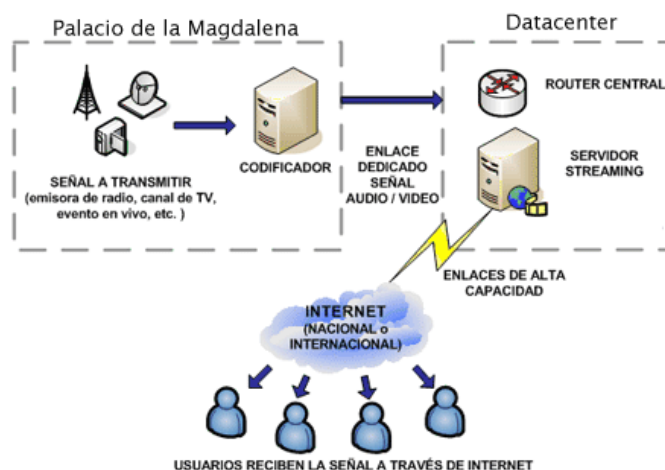 Palacio de la Magdalena
Datacenter
SEÑAL A TRANSMITIR
(emisora de radio, canal de TV,
evento en vivo, etc. )
CODIFICADOR
ENLACE
DEDICADO
SEÑAL
AUDIO / VIDEO
ROUTER CENTRAL
SERVIDOR
STREAMING
ENLACES DE ALTA
CAPACIDAD
INTERNET
(NACIONAL o
INTERNACIONAL)
USUARIOS RECIBEN LA SEÑAL A TRAVÉS DE INTERNET